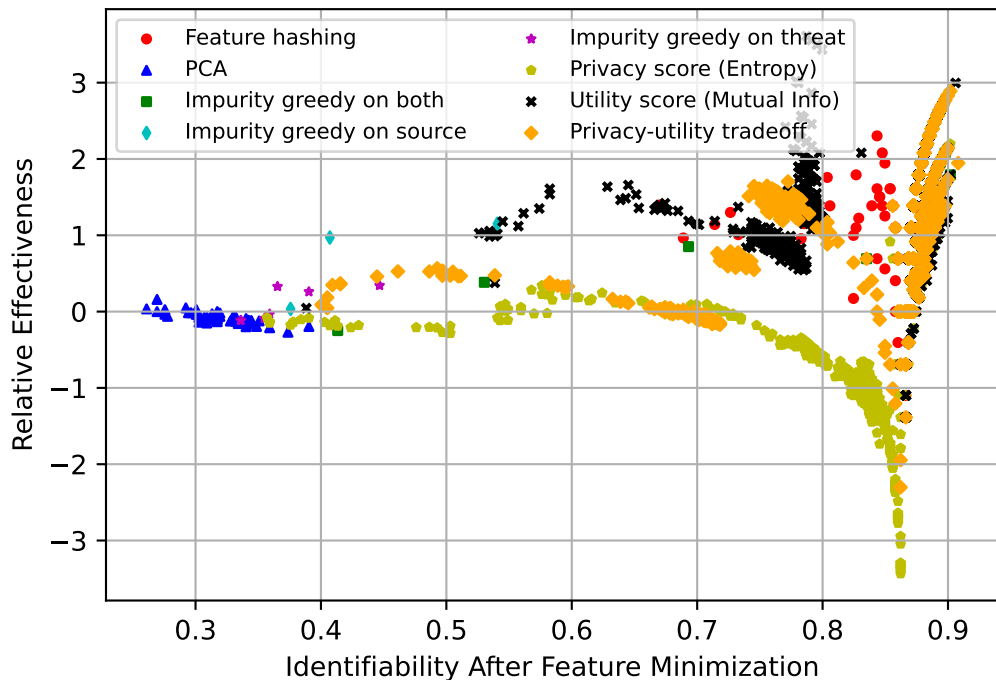 Feature hashing
PCA
Impurity greedy on both
Impurity greedy on source
Impurity greedy on threat
Privacy score (Entropy)
Utility score (Mutual Info)
Privacy-utility tradeoff
3
2
1
0
−1
−2
−3
Relative Effectiveness
0.3 0.4 0.5 0.6 0.7 0.8 0.9
Identifiability After Feature Minimization